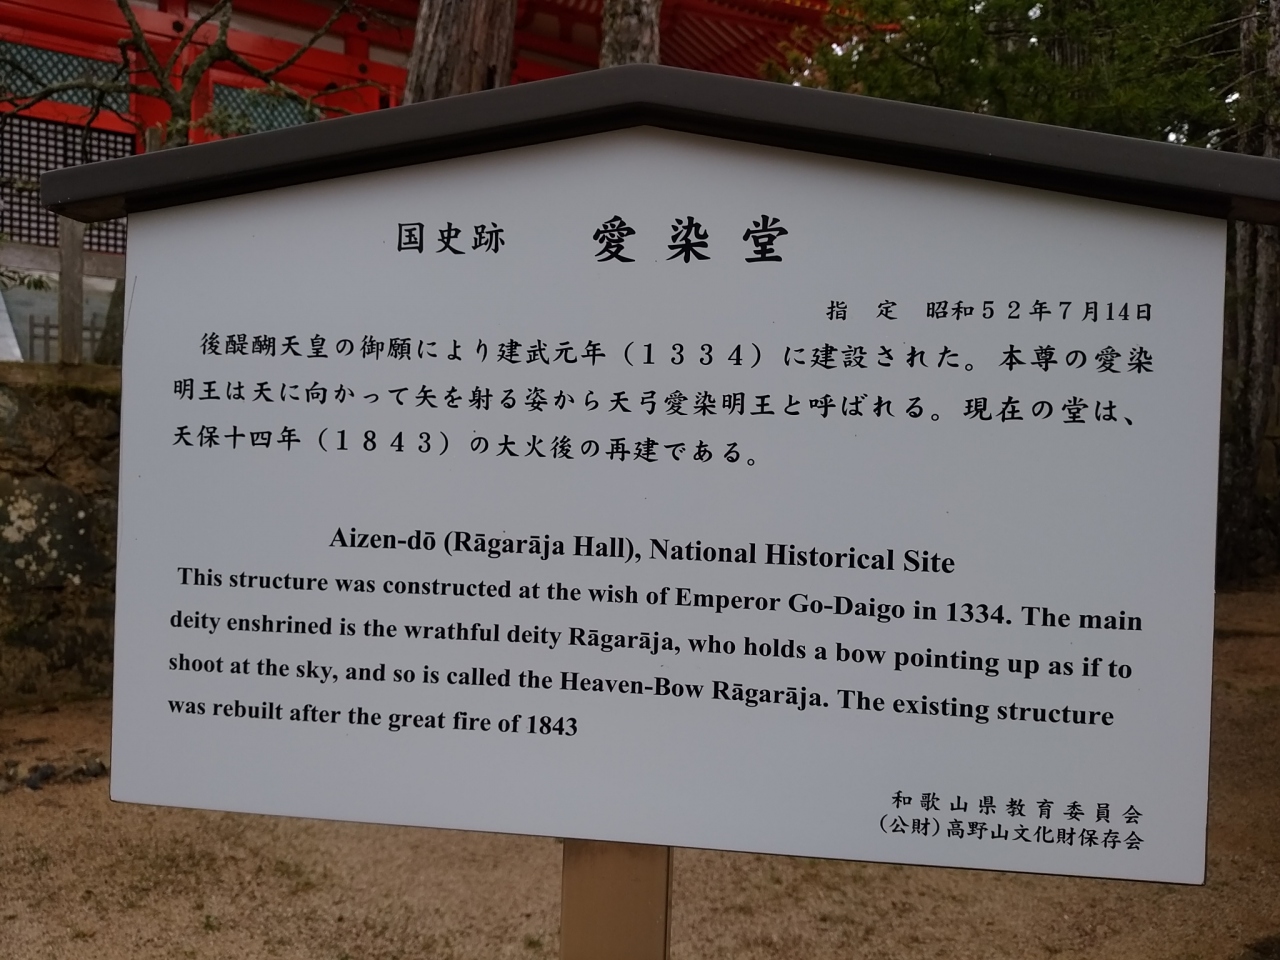 国史跡　愛染堂
指　定　昭和５２年７月14日
後醍醐天皇の御願により建武元年（１３３４）に建設された。本尊の愛染
明王は天に向かって矢を射る姿から天弓愛染明王と呼ばれる。現在の堂は、
天保十四年（１８４３）の大火後の再建である。
Aizen-dō (Rāgarāja Hall), National Historical Site
This structure was constructed at the wish of Emperor Go-Daigo in 1334. The main
deity enshrined is the wrathful deity Rāgarāja, who holds a bow pointing up as if to
shoot at the sky, and so is called the Heaven-Bow Rāgarāja. The existing structure
was rebuilt after the great fire of 1843
和歌山県教育委員会
(公財)高野山文化財保存会